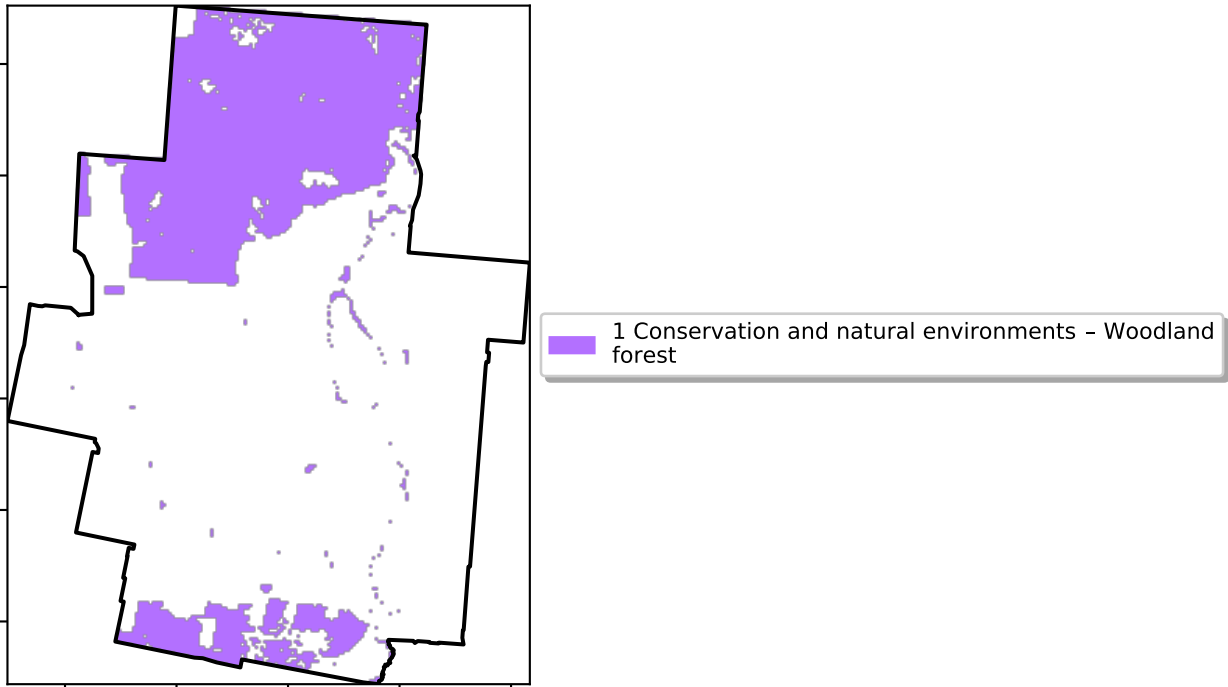 1 Conservation and natural environments – Woodland
forest